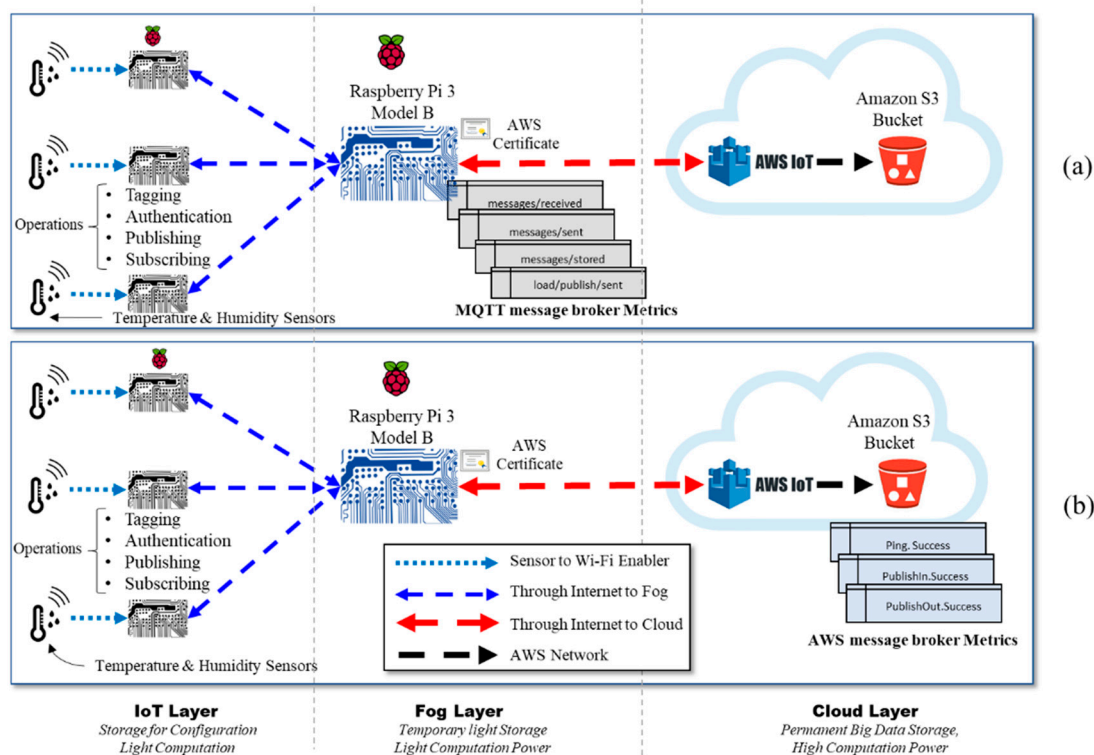 Raspberry Pi 3
Model B
AWS
Certificate
Amazon S3
Bucket
AWS IoT
(a)
Operations
• Tagging
• Authentication
• Publishing
• Subscribing
messages/received
messages/sent
messages/stored
load/publish/sent
MQTT message broker Metrics
Temperature & Humidity Sensors
Raspberry Pi 3
Model B
AWS
Certificate
Amazon S3
Bucket
AWS IoT
(b)
Operations
• Tagging
• Authentication
• Publishing
• Subscribing
Sensor to Wi-Fi Enabler
Through Internet to Fog
Through Internet to Cloud
AWS Network
Ping. Success
PublishIn.Success
PublishOut.Success
AWS message broker Metrics
Temperature & Humidity Sensors
IoT Layer
Storage for Configuration
Light Computation
Fog Layer
Temporary light Storage
Light Computation Power
Cloud Layer
Permanent Big Data Storage,
High Computation Power